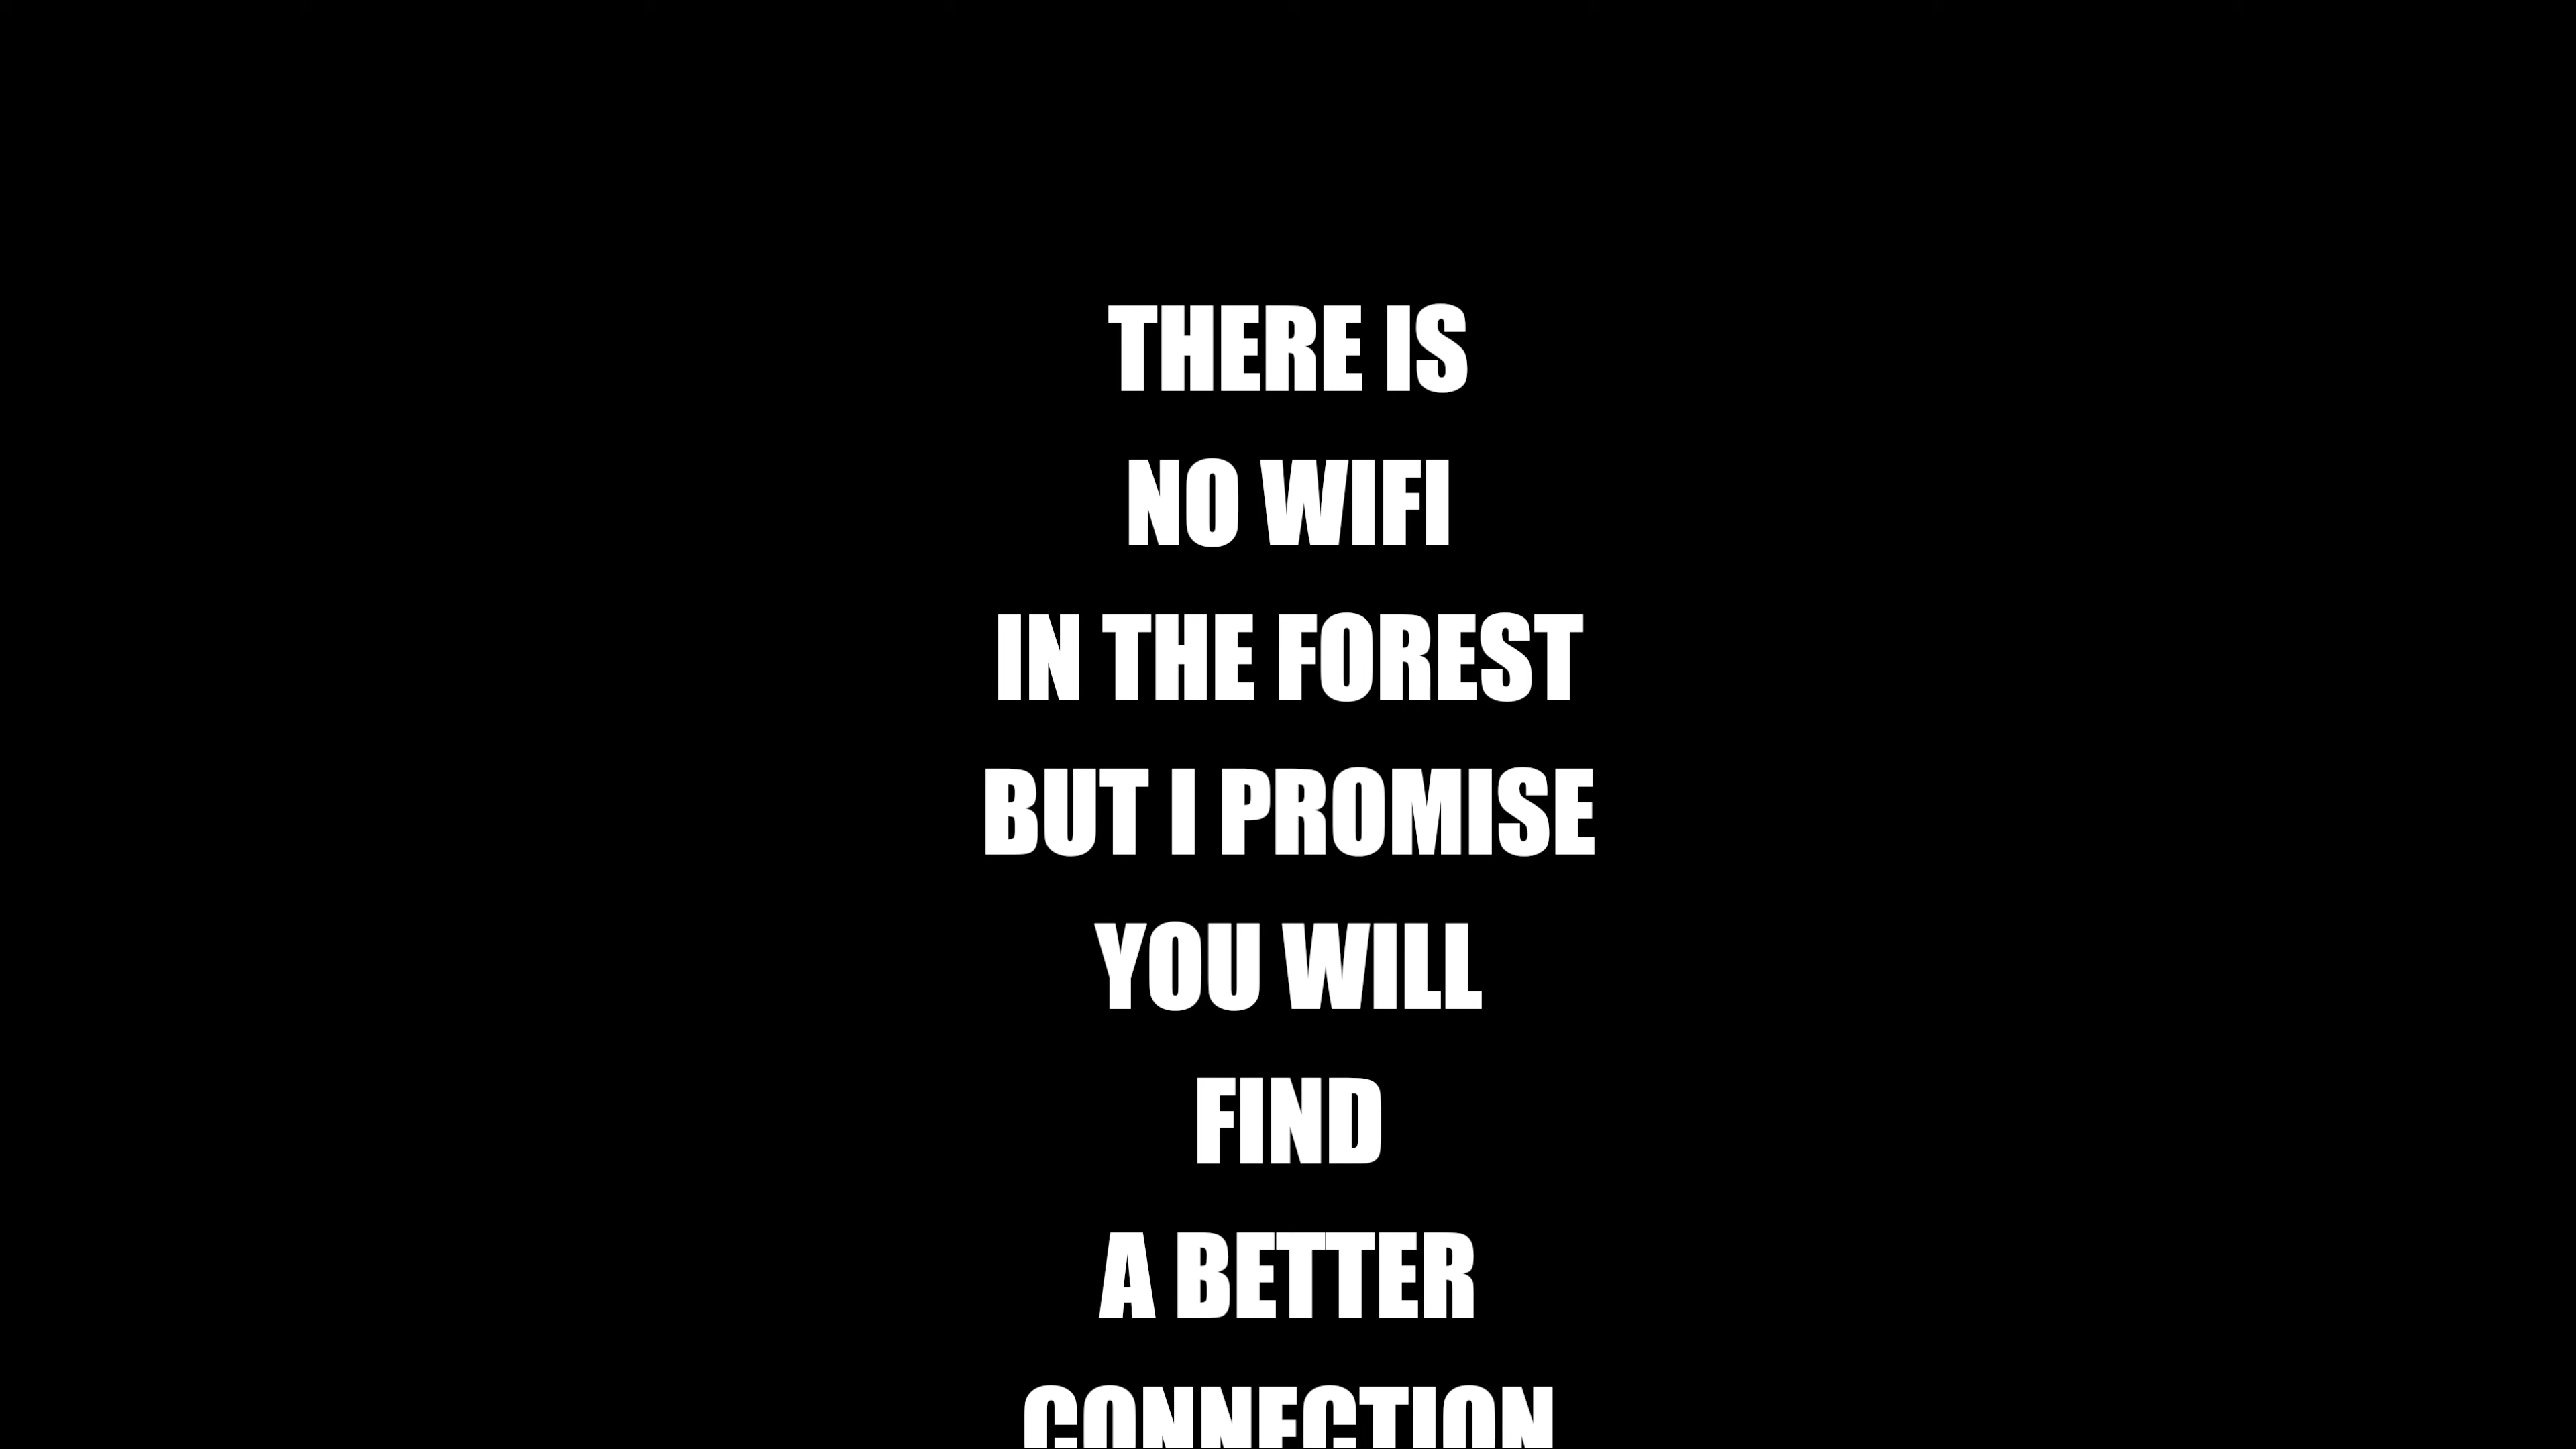 THERE IS
NO WIFI
IN THE FOREST
BUT I PROMISE
YOU WILL
FIND
A BETTER
CONNECTION